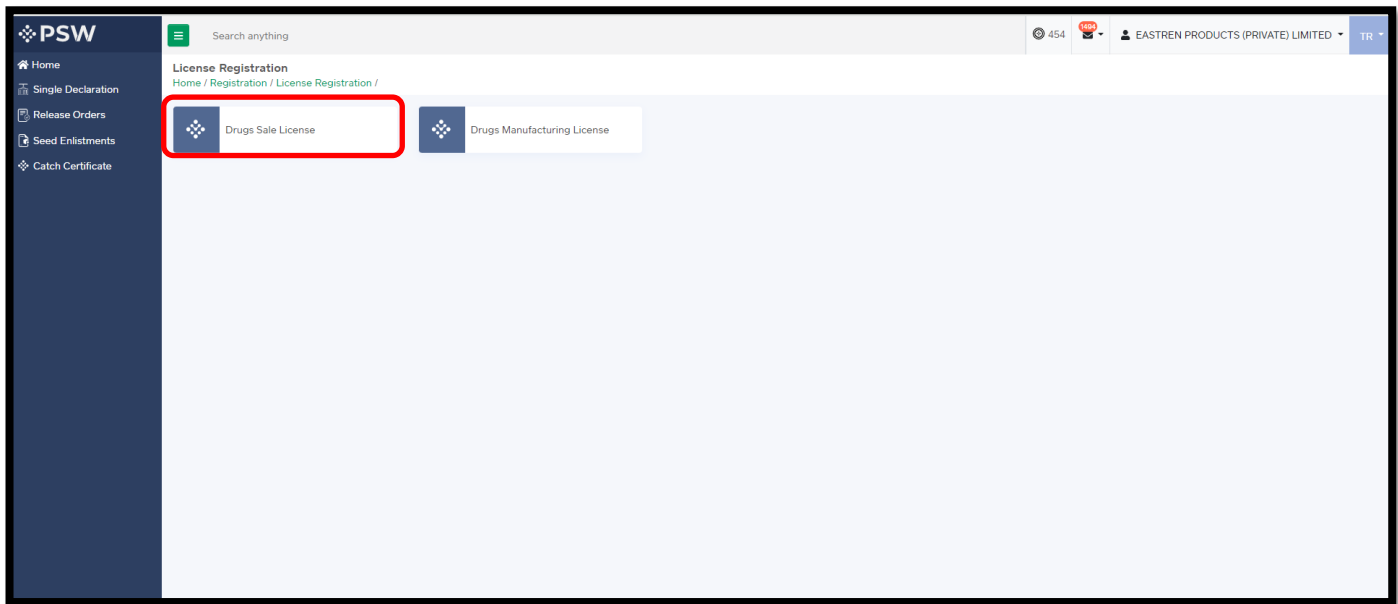 PSW
Search anything
454
1494
EASTREN PRODUCTS (PRIVATE) LIMITED
TR
Home
Single Declaration
Release Orders
Seed Enlistments
Catch Certificate
License Registration
Home / Registration / License Registration /
Drugs Sale License
Drugs Manufacturing License